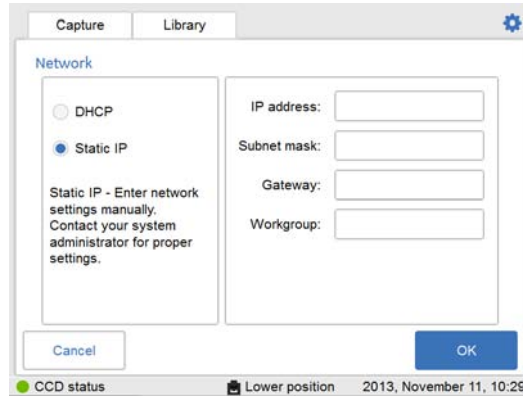 Capture
Library
Network
DHCP
Static IP
Static IP - Enter network
settings manually.
Contact your system
administrator for proper
settings.
IP address:
Subnet mask:
Gateway:
Workgroup:
Cancel
OK
CCD status
Lower position
2013, November 11, 10:29